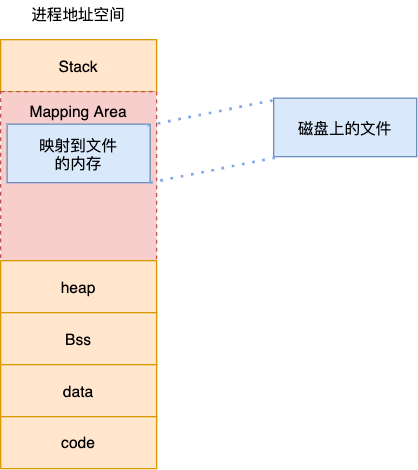 进程地址空间
Stack
Mapping Area
映射到文件
的内存
磁盘上的文件
heap
Bss
data
code